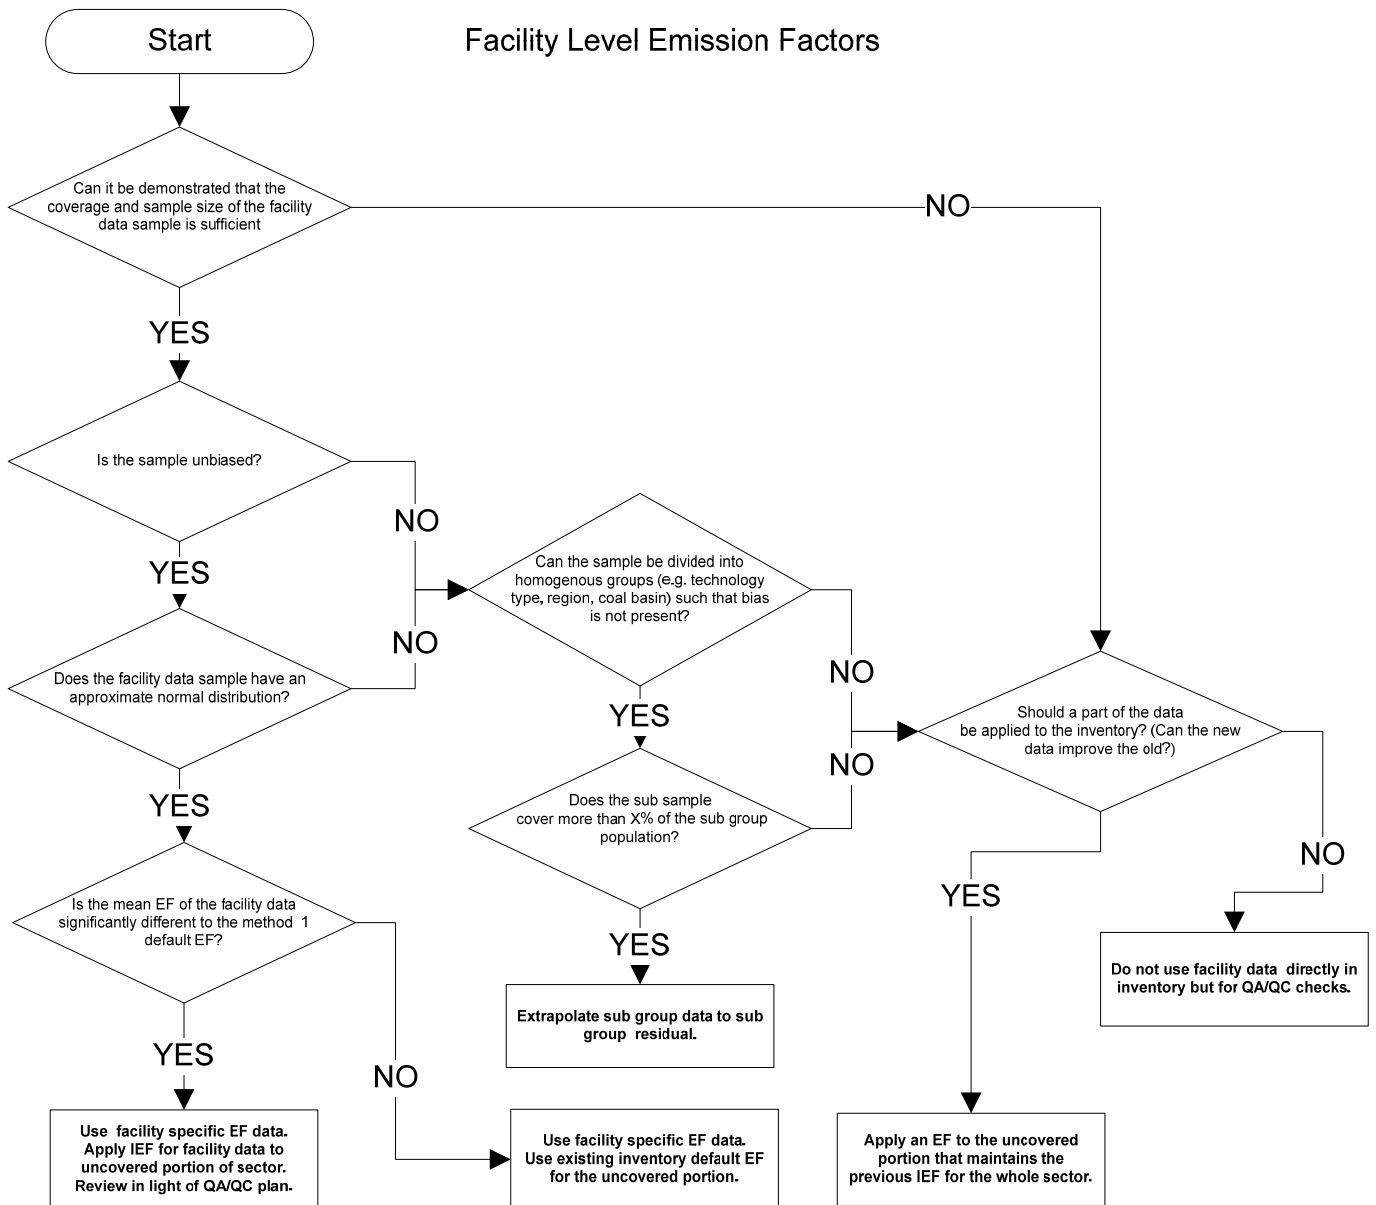 Start
Facility Level Emission Factors
Can it be demonstrated that the
coverage and sample size of the facility
data sample is sufficient
NO
YES
Is the sample unbiased?
NO
YES
Can the sample be divided into
homogenous groups (e.g. technology
type, region, coal basin) such that bias
is not present?
NO
Does the facility data sample have an
approximate normal distribution?
NO
YES
Should a part of the data
be applied to the inventory? (Can the new
data improve the old?)
NO
YES
Does the sub sample
cover more than X% of the sub group
population?
NO
YES
Is the mean EF of the facility data
significantly different to the method 1
default EF?
YES
Do not use facility data directly in
inventory but for QA/QC checks.
Extrapolate sub group data to sub
group residual.
YES
NO
Use facility specific EF data.
Apply IEF for facility data to
uncovered portion of sector.
Review in light of QA/QC plan.
Use facility specific EF data.
Use existing inventory default EF
for the uncovered portion.
Apply an EF to the uncovered
portion that maintains the
previous IEF for the whole sector.